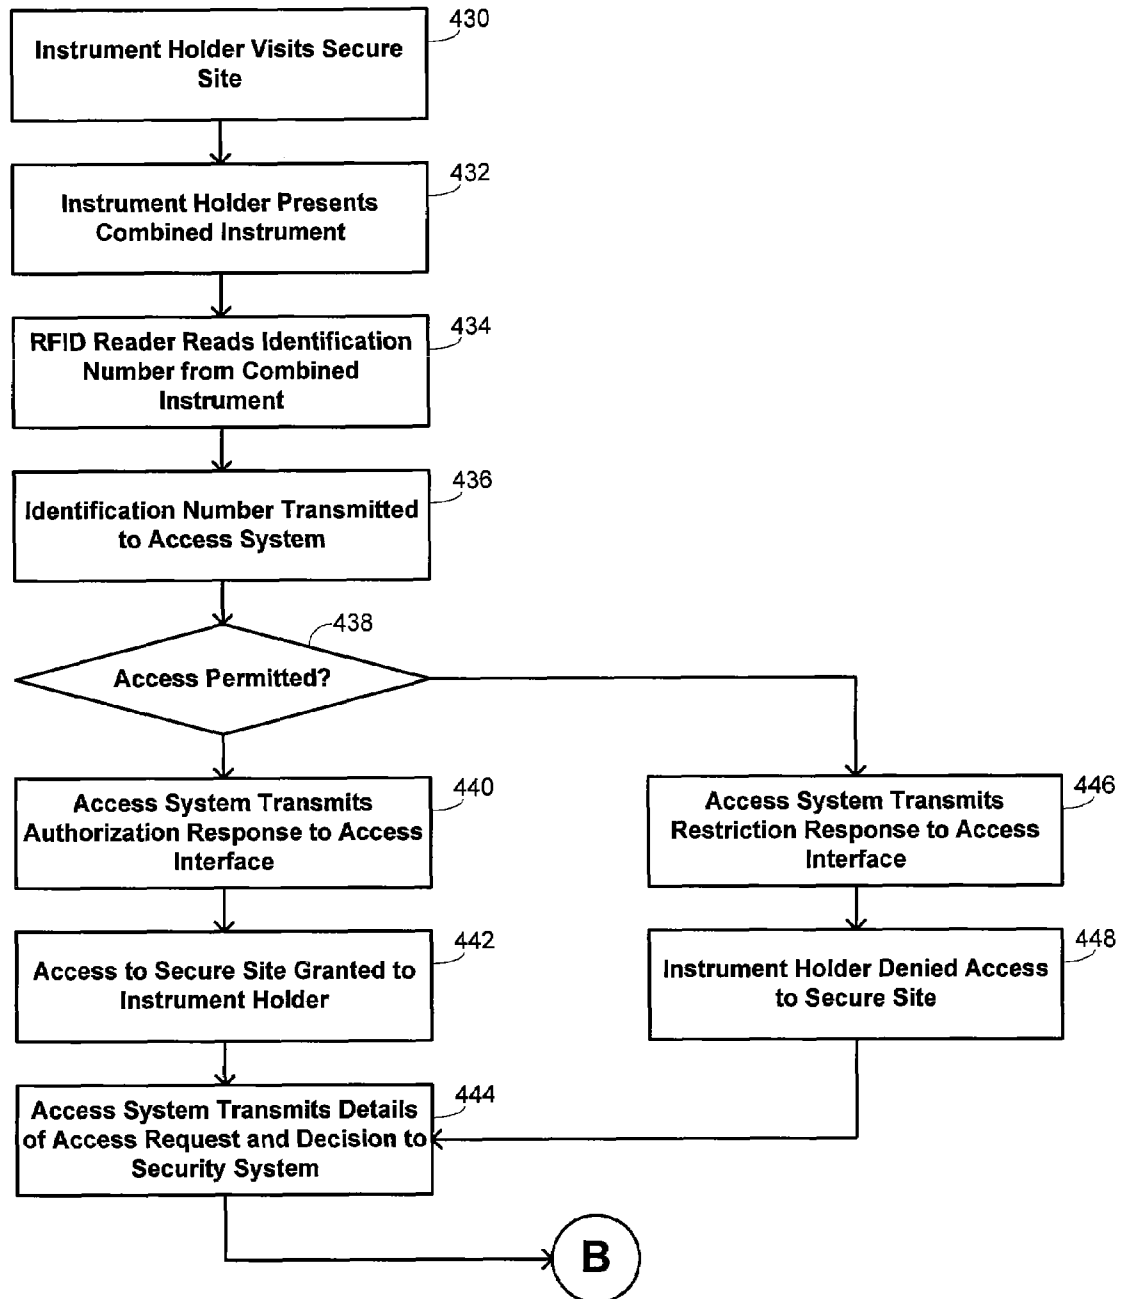 430
Instrument Holder Visits Secure
Site
432
Instrument Holder Presents
Combined Instrument
434
RFID Reader Reads Identification
Number from Combined
Instrument
436
Identification Number Transmitted
to Access System
438
Access Permitted?
440
Access System Transmits
Authorization Response to Access
Interface
446
Access System Transmits
Restriction Response to Access
Interface
442
Access to Secure Site Granted to
Instrument Holder
448
Instrument Holder Denied Access
to Secure Site
444
Access System Transmits Details
of Access Request and Decision to
Security System
B